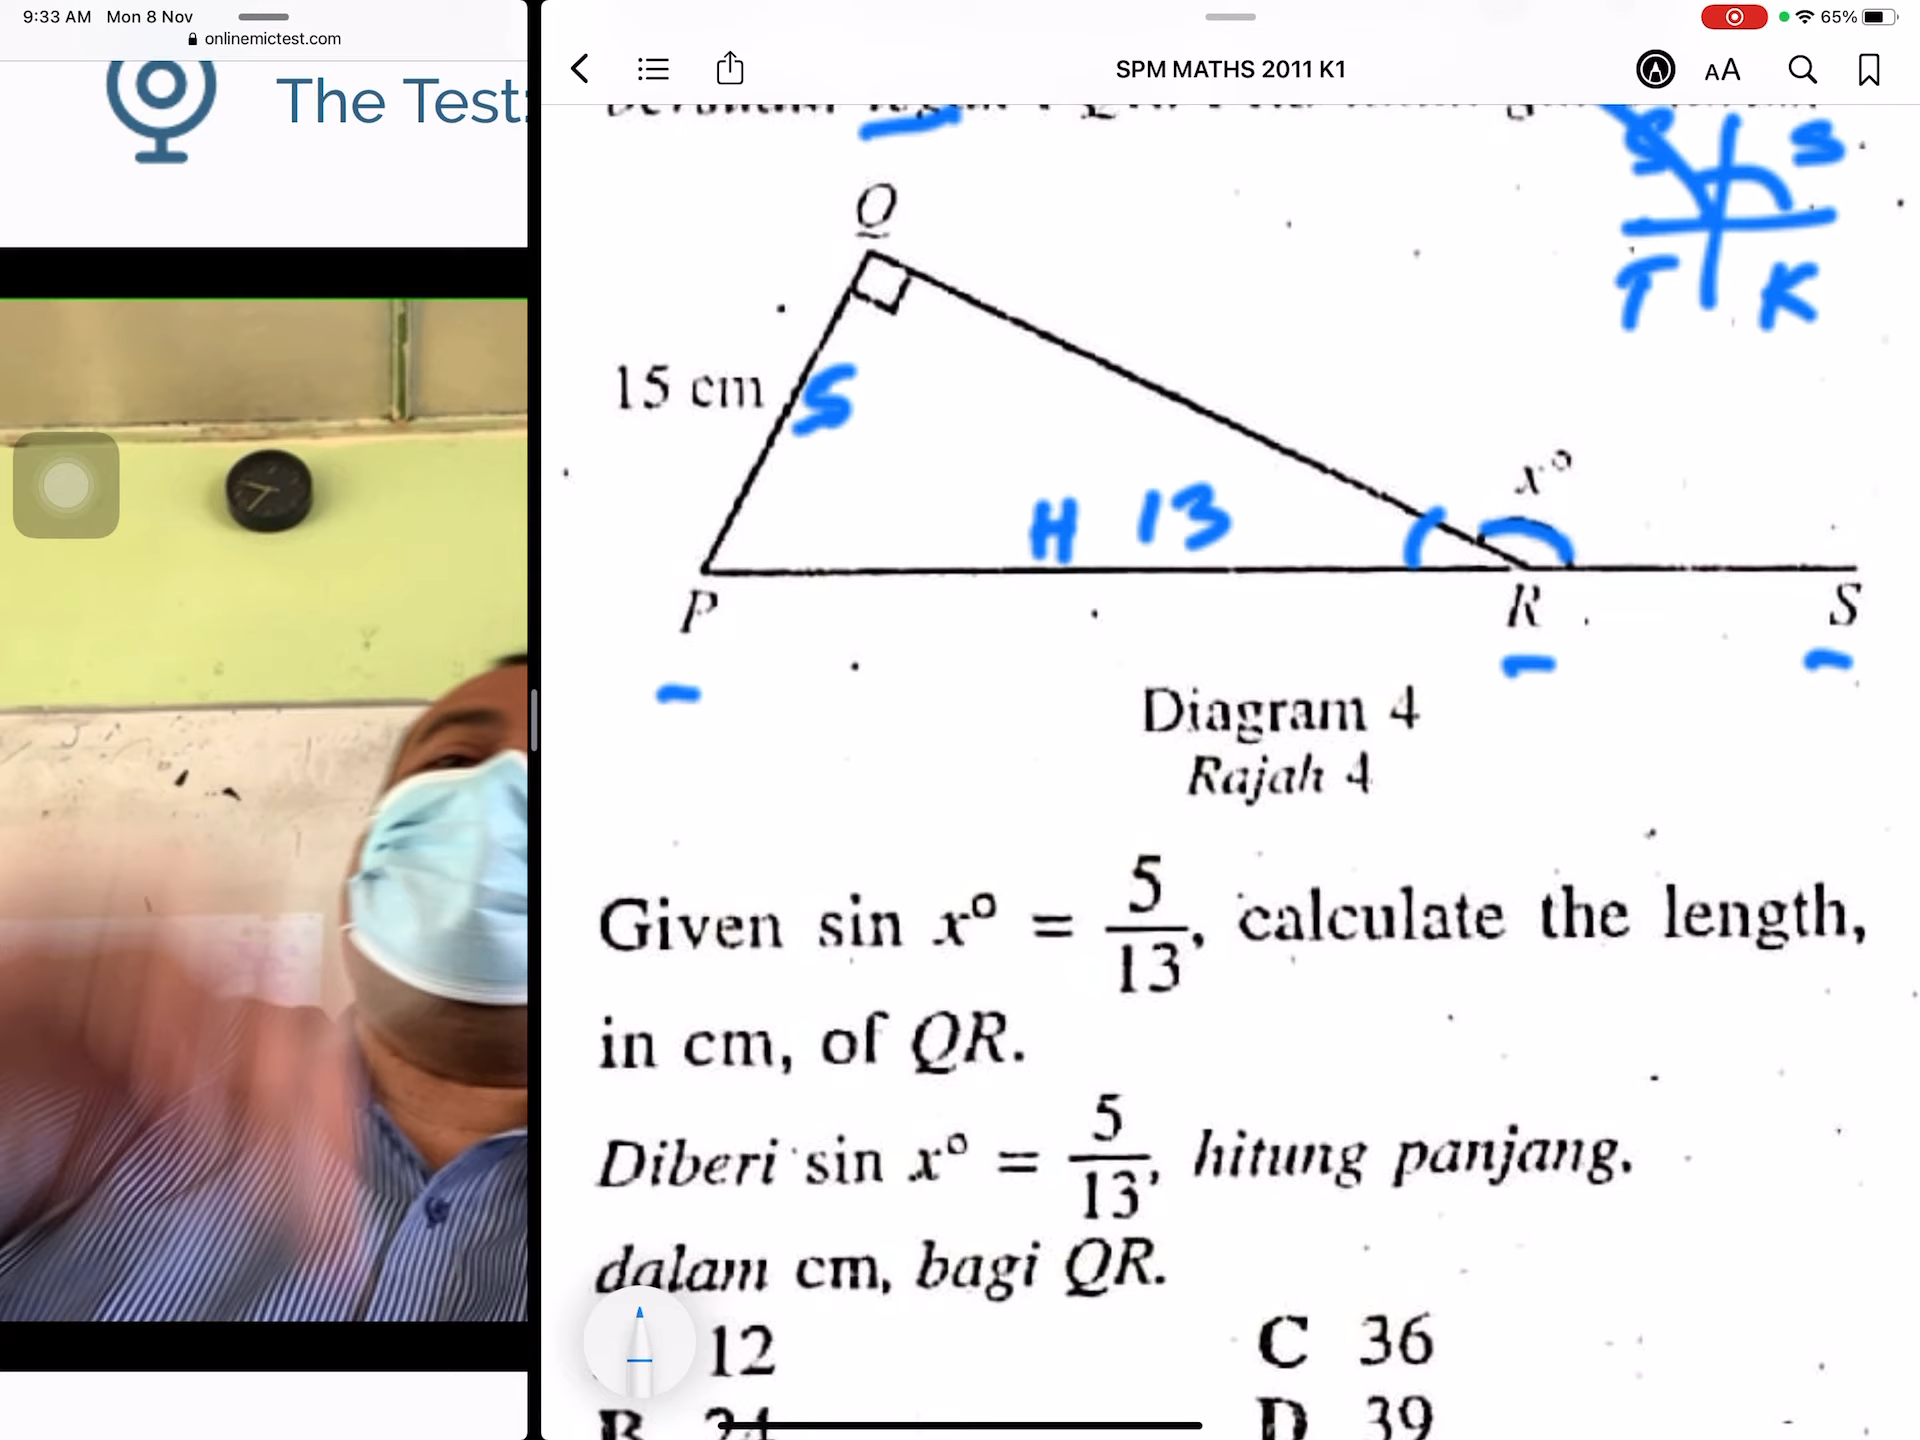 9:33 AM Mon 8 Nov
onlinemictest.com
The Test:
65%
SPM MATHS 2011 K1
S S
T K
Q
15 cm
S
H 13
x°
P
R
S
Diagram 4
Rajah 4
Given sin x° = 5/13, calculate the length,
in cm, of QR.
Diberi sin x° = 5/13, hitung panjang,
dalam cm, bagi QR.
12
C 36
B 24
D 39